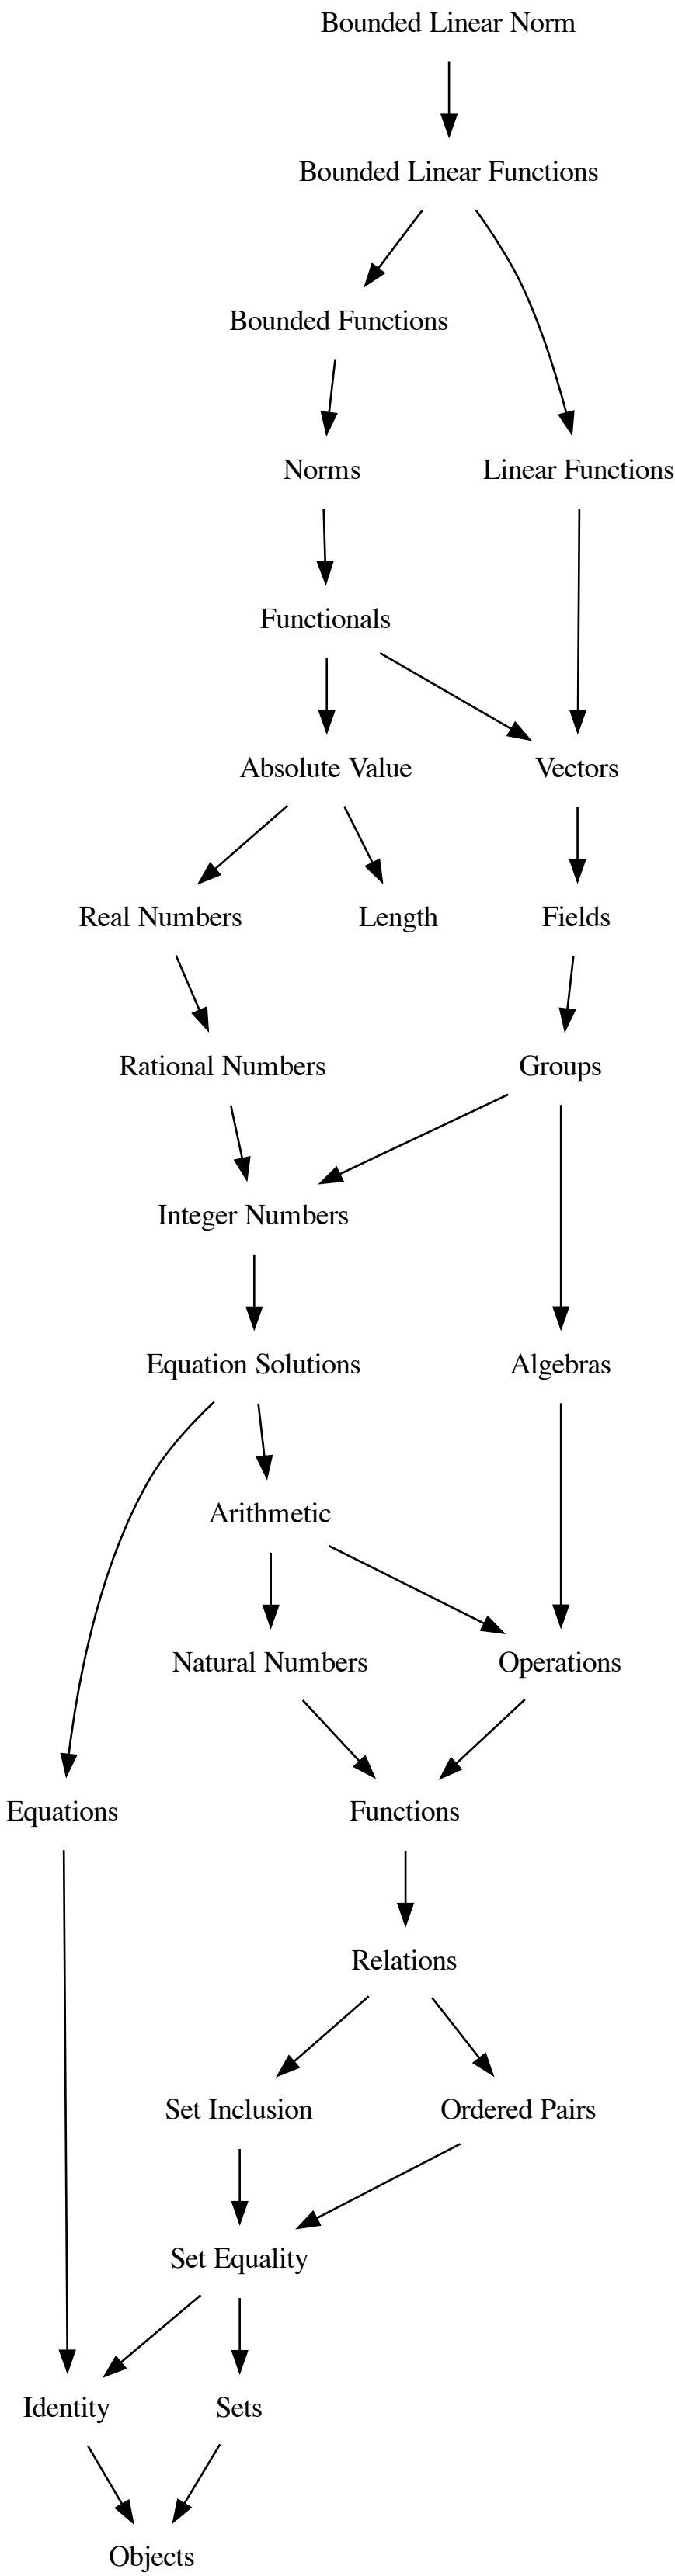 Bounded Linear Norm
Bounded Linear Functions
Bounded Functions
Norms
Linear Functions
Functionals
Absolute Value
Vectors
Real Numbers
Length
Fields
Rational Numbers
Groups
Integer Numbers
Equation Solutions
Algebras
Arithmetic
Natural Numbers
Operations
Equations
Functions
Relations
Set Inclusion
Ordered Pairs
Set Equality
Identity
Sets
Objects